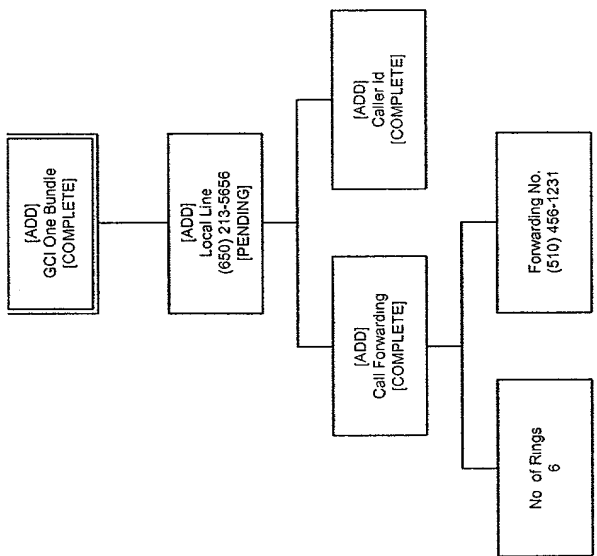 [ADD]
GCI One Bundle
[COMPLETE]
[ADD]
Local Line
(650) 213-5656
[PENDING]
[ADD]
Call Forwarding
[COMPLETE]
[ADD]
Caller Id
[COMPLETE]
No of Rings
6
Forwarding No.
(510) 456-1231